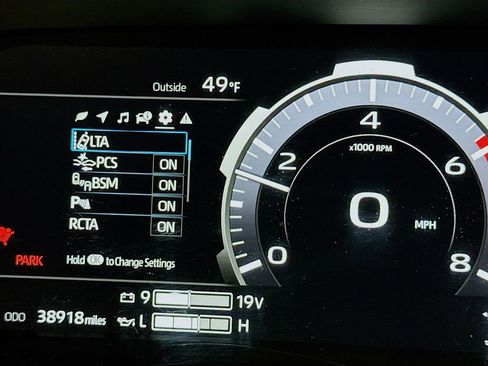 Outside 49°F
LTA
PCS ON
BSM ON
P ON
RCTA ON
PARK
Hold OK to Change Settings
9 19V
ODO 38918 miles
L H
0
2
4
6
8
x1000 RPM
0 MPH